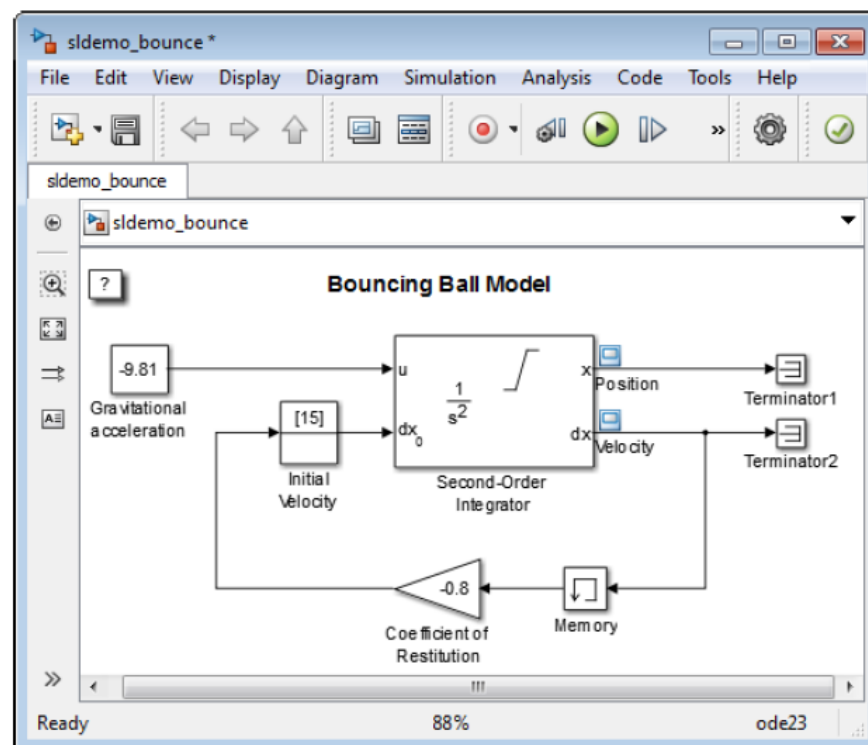 sldemo_bounce *
File Edit View Display Diagram Simulation Analysis Code Tools Help
»
sldemo_bounce
sldemo_bounce
?
Bouncing Ball Model
-9.81
Gravitational
acceleration
[15]
Initial
Velocity
u
dx0
1
s2
x
dx
Second-Order
Integrator
Position
Velocity
Terminator1
Terminator2
-0.8
Coefficient of
Restitution
Memory
A
»
Ready 88% ode23